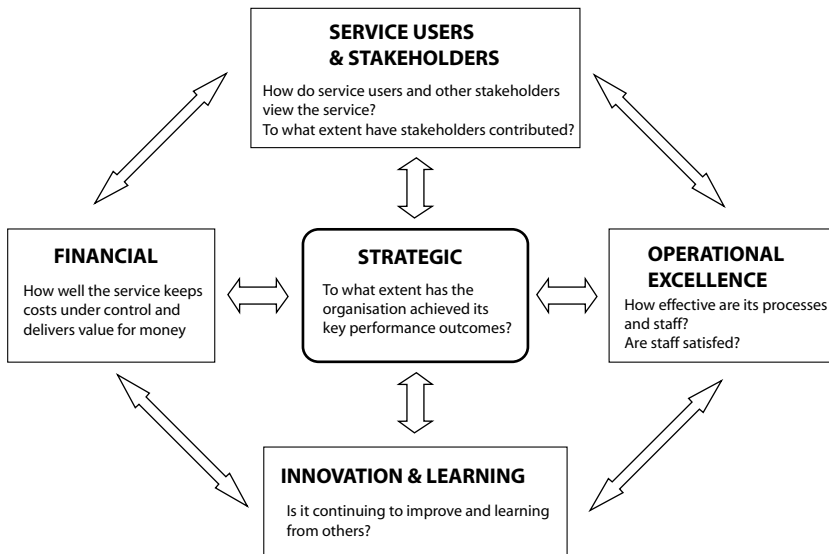 SERVICE USERS
& STAKEHOLDERS
How do service users and other stakeholders
view the service?
To what extent have stakeholders contributed?
FINANCIAL
How well the service keeps
costs under control and
delivers value for money
STRATEGIC
To what extent has the
organisation achieved its
key performance outcomes?
OPERATIONAL
EXCELLENCE
How effective are its processes
and staff?
Are staff satisfied?
INNOVATION & LEARNING
Is it continuing to improve and learning
from others?